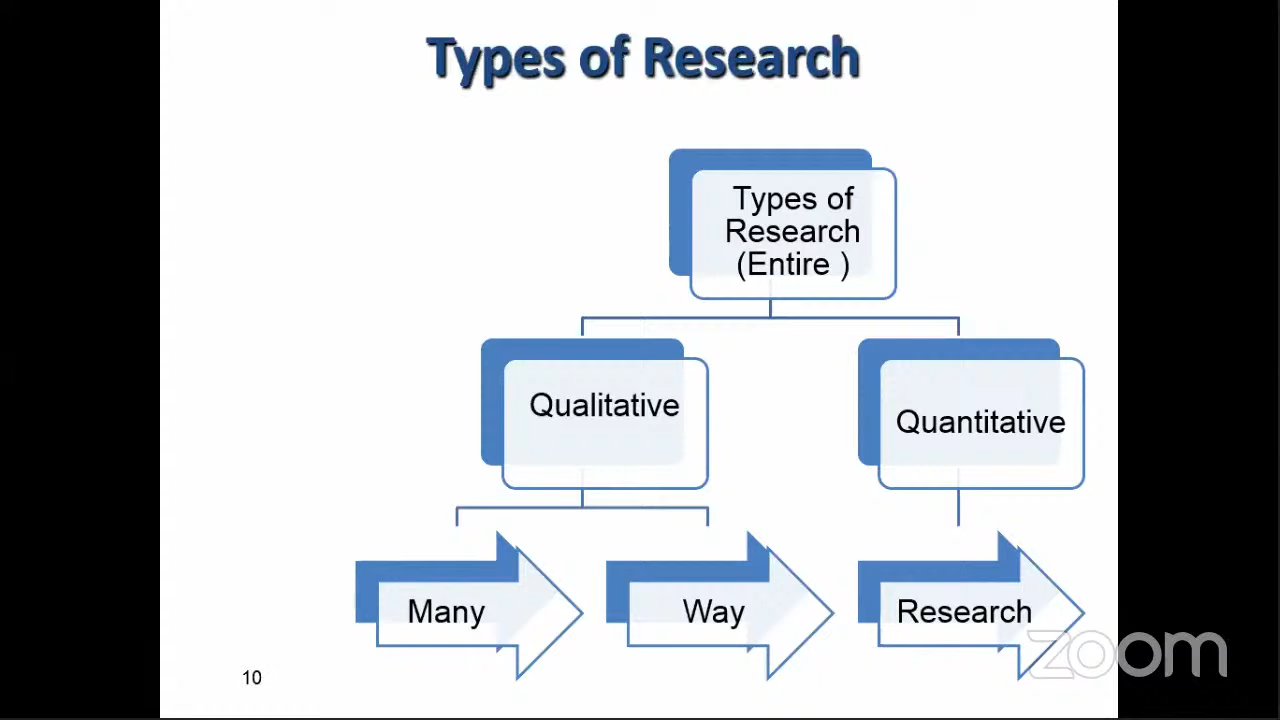 Types of Research
Types of
Research
(Entire )
Qualitative
Quantitative
Many
Way
Research
zoom
10